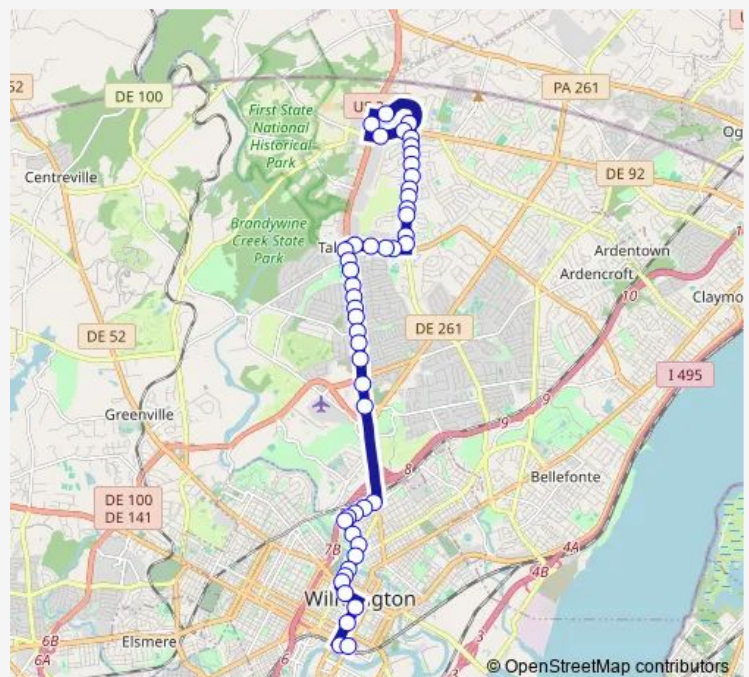 52
DE 100
PA 261
First State
National
Historical
Park
Centreville
DE 92
Brandywine
Creek State
Park
Ardentown
Ardencroft
10
DE 52
DE 261
I 495
Greenville
9
9
8
DE 100
DE 141
Bellefonte
7B
4A
4B
Elsmere
6B
6A
6
3
© OpenStreetMap contributors